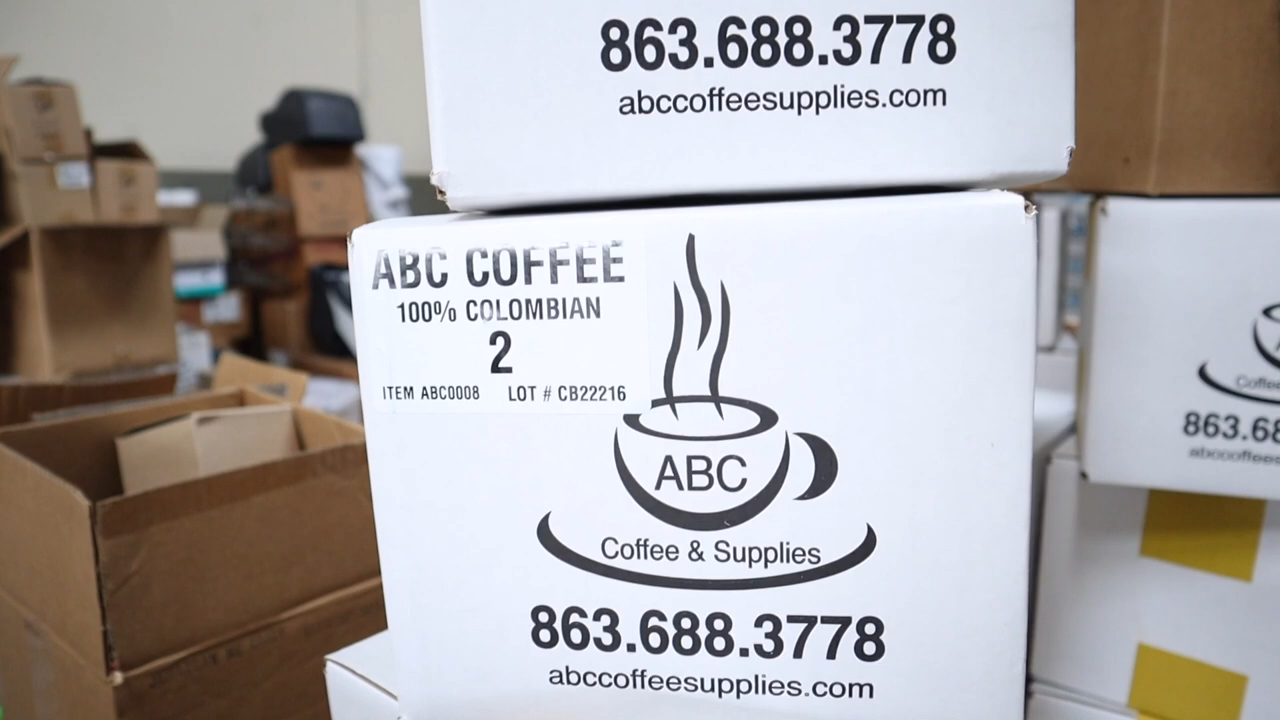 863.688.3778
abccoffeesupplies.com
ABC COFFEE
100% COLOMBIAN
2
ITEM ABC0008 LOT # CB22216
ABC
Coffee & Supplies
863.688.3778
abccoffeesupplies.com
Coffee
863.68
abccoffees